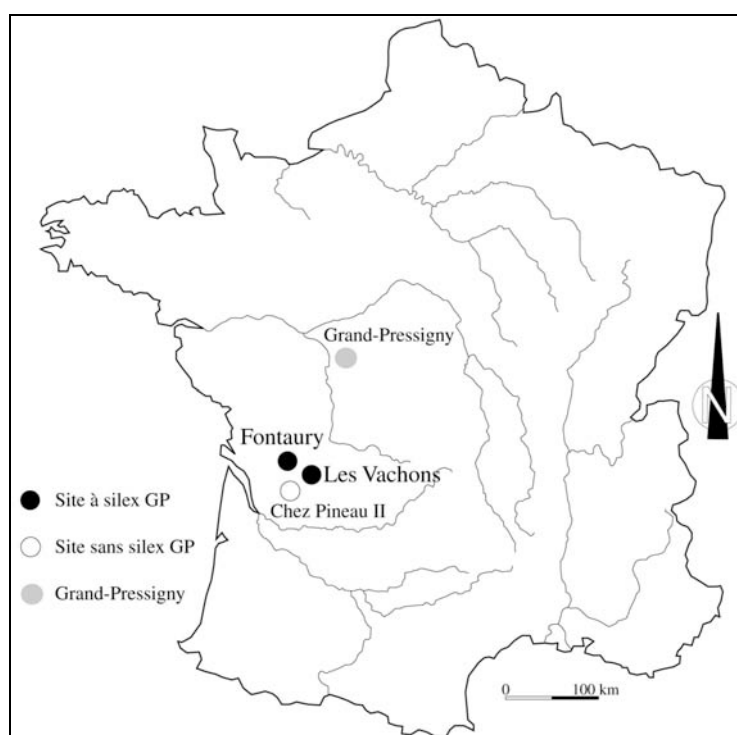 Grand-Pressigny
N
Fontaury
Les Vachons
Chez Pineau II
Site à silex GP
Site sans silex GP
Grand-Pressigny
0 100 km